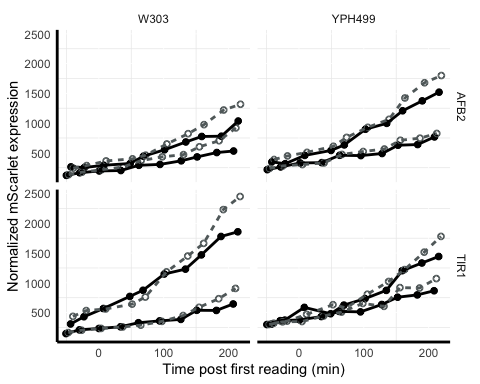 W303 YPH499
Normalized mScarlet expression
2500
2000
1500
1000
500
AFB2
2500
2000
1500
1000
500
TIR1
0 100 200 0 100 200
Time post first reading (min)